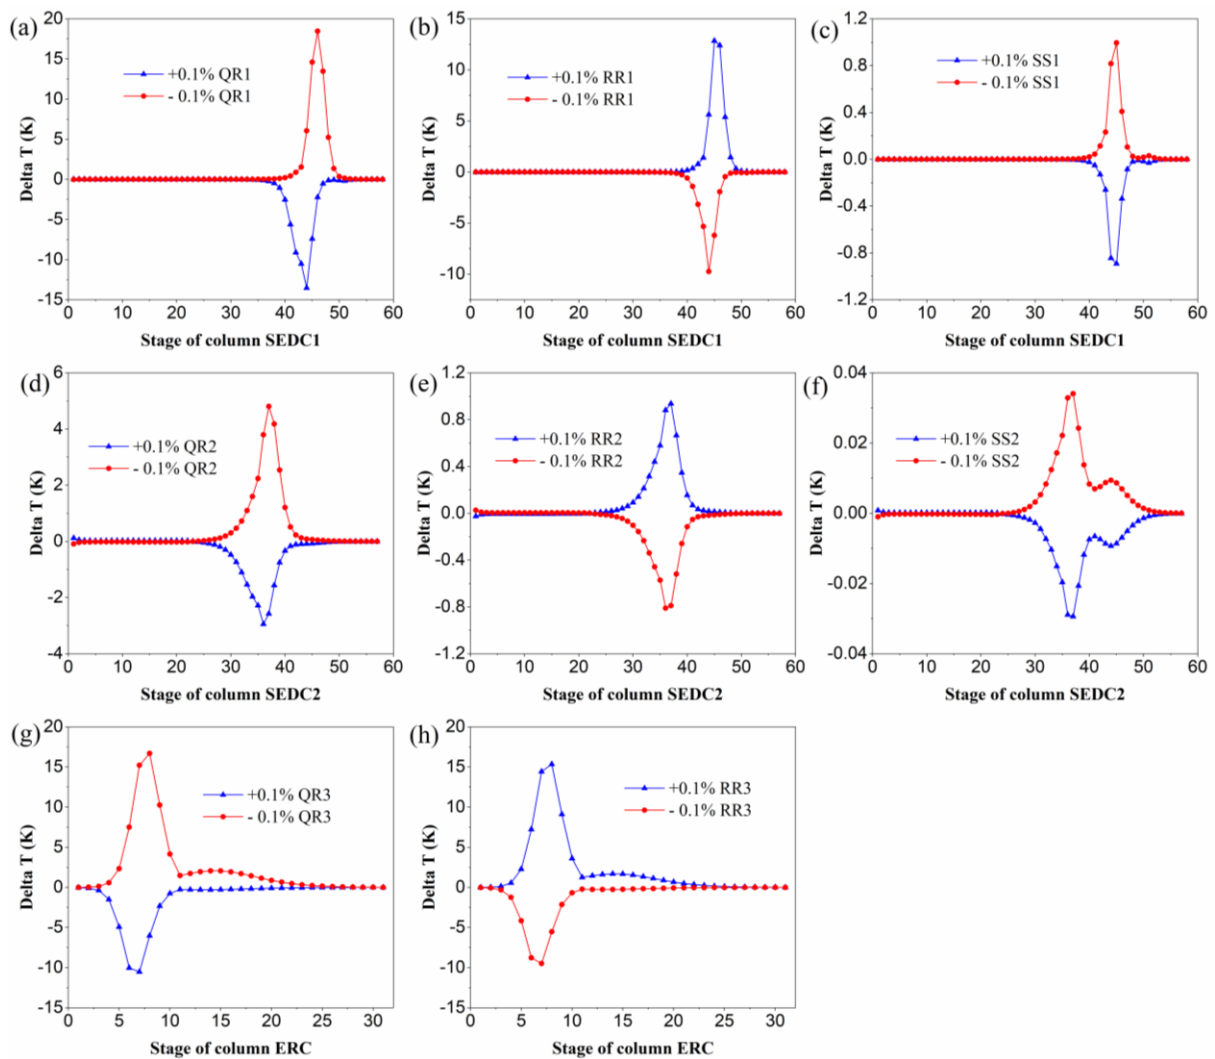 (a)
20
15
10
5
0
-5
-10
-15
Delta T (K)
+0.1% QR1
- 0.1% QR1
0 10 20 30 40 50 60
Stage of column SEDC1
(b)
15
10
5
0
-5
-10
Delta T (K)
+0.1% RR1
- 0.1% RR1
0 10 20 30 40 50 60
Stage of column SEDC1
(c)
1.2
0.8
0.4
0.0
-0.4
-0.8
-1.2
Delta T (K)
+0.1% SS1
- 0.1% SS1
0 10 20 30 40 50 60
Stage of column SEDC1
(d)
6
4
2
0
-2
-4
Delta T (K)
+0.1% QR2
- 0.1% QR2
0 10 20 30 40 50 60
Stage of column SEDC2
(e)
1.2
0.8
0.4
0.0
-0.4
-0.8
-1.2
Delta T (K)
+0.1% RR2
- 0.1% RR2
0 10 20 30 40 50 60
Stage of column SEDC2
(f)
0.04
0.02
0.00
-0.02
-0.04
Delta T (K)
+0.1% SS2
- 0.1% SS2
0 10 20 30 40 50 60
Stage of column SEDC2
(g)
20
15
10
5
0
-5
-10
-15
Delta T (K)
+0.1% QR3
- 0.1% QR3
0 5 10 15 20 25 30
Stage of column ERC
(h)
20
15
10
5
0
-5
-10
-15
Delta T (K)
+0.1% RR3
- 0.1% RR3
0 5 10 15 20 25 30
Stage of column ERC